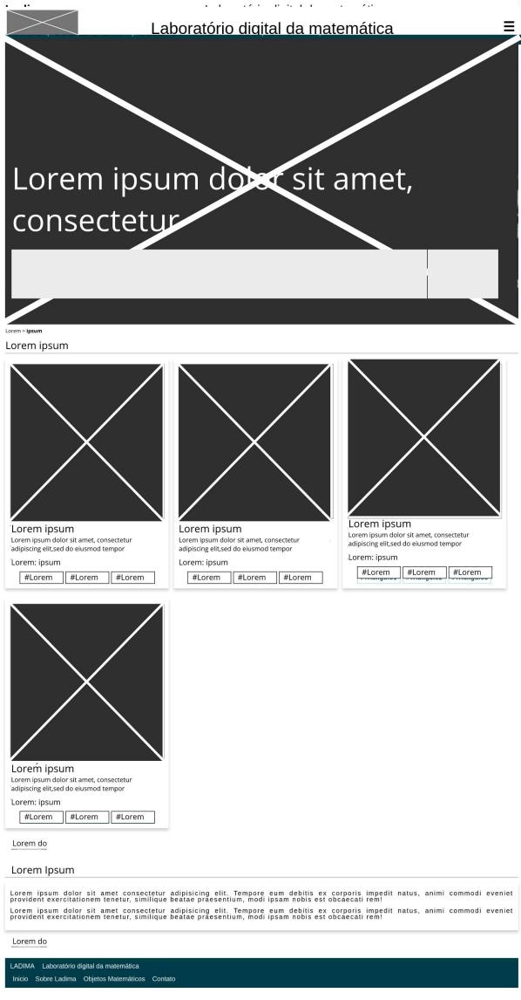 Laboratório digital da matemática
Lorem ipsum dolor sit amet,
consectetur
Lorem > ipsum
Lorem ipsum
Lorem ipsum
Lorem ipsum dolor sit amet, consectetur
adipiscing elit,sed do eiusmod tempor
Lorem: ipsum
#Lorem #Lorem #Lorem
Lorem ipsum
Lorem ipsum dolor sit amet, consectetur
adipiscing elit,sed do eiusmod tempor
Lorem: ipsum
#Lorem #Lorem #Lorem
Lorem ipsum
Lorem ipsum dolor sit amet, consectetur
adipiscing elit,sed do eiusmod tempor
Lorem: ipsum
#Lorem #Lorem #Lorem
Lorem ipsum
Lorem ipsum dolor sit amet, consectetur
adipiscing elit,sed do eiusmod tempor
Lorem: ipsum
#Lorem #Lorem #Lorem
Lorem do
Lorem Ipsum
Lorem ipsum dolor sit amet consectetur adipisicing elit. Tempore eum debitis ex corporis impedit natus, animi commodi eveniet
provident exercitationem tenetur, similique beatae praesentium, modi ipsam nobis est obcaecati rem!
Lorem ipsum dolor sit amet consectetur adipisicing elit. Tempore eum debitis ex corporis impedit natus, animi commodi eveniet
provident exercitationem tenetur, similique beatae praesentium, modi ipsam nobis est obcaecati rem!
Lorem do
LADIMA Laboratório digital da matemática
Inicio Sobre Ladima Objetos Matemáticos Contato